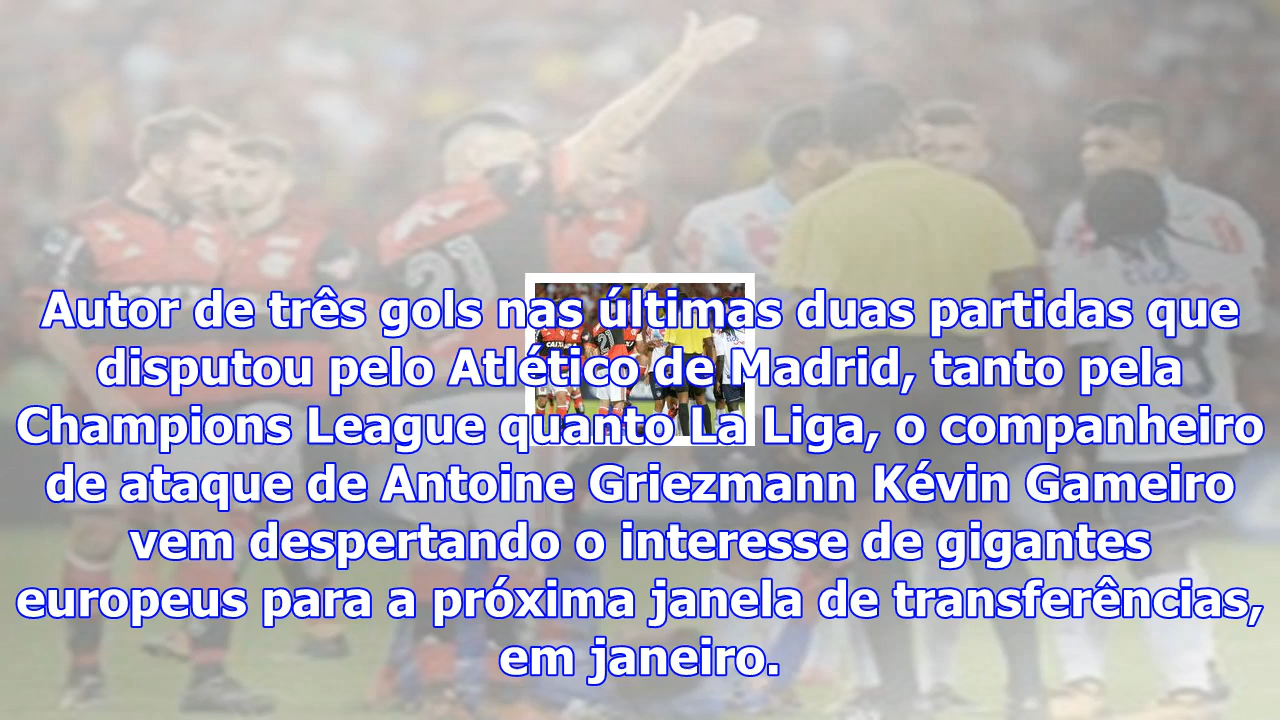 Autor de três gols nas últimas duas partidas que
disputou pelo Atlético de Madrid, tanto pela
Champions League quanto La Liga, o companheiro
de ataque de Antoine Griezmann Kévin Gameiro
vem despertando o interesse de gigantes
europeus para a próxima janela de transferências,
em janeiro.
21